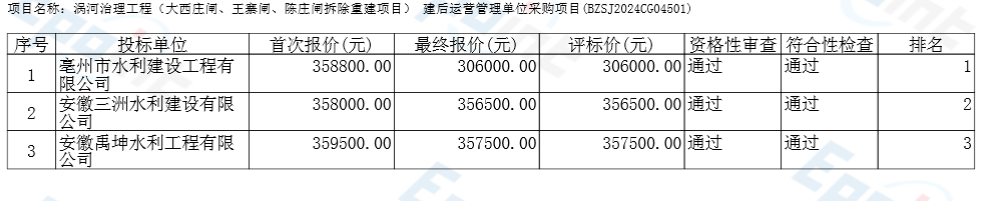 项目名称：涡河治理工程（大西庄闸、王寨闸、陈庄闸拆除重建项目） 建后运营管理单位采购项目(BZSJ2024CG04501)
序号 投标单位 首次报价(元) 最终报价(元) 评标价(元) 资格性审查 符合性检查 排名
1 亳州市水利建设工程有限公司 358800.00 306000.00 306000.00 通过 通过 1
2 安徽三洲水利建设有限公司 358000.00 356500.00 356500.00 通过 通过 2
3 安徽禹坤水利工程有限公司 359500.00 357500.00 357500.00 通过 通过 3